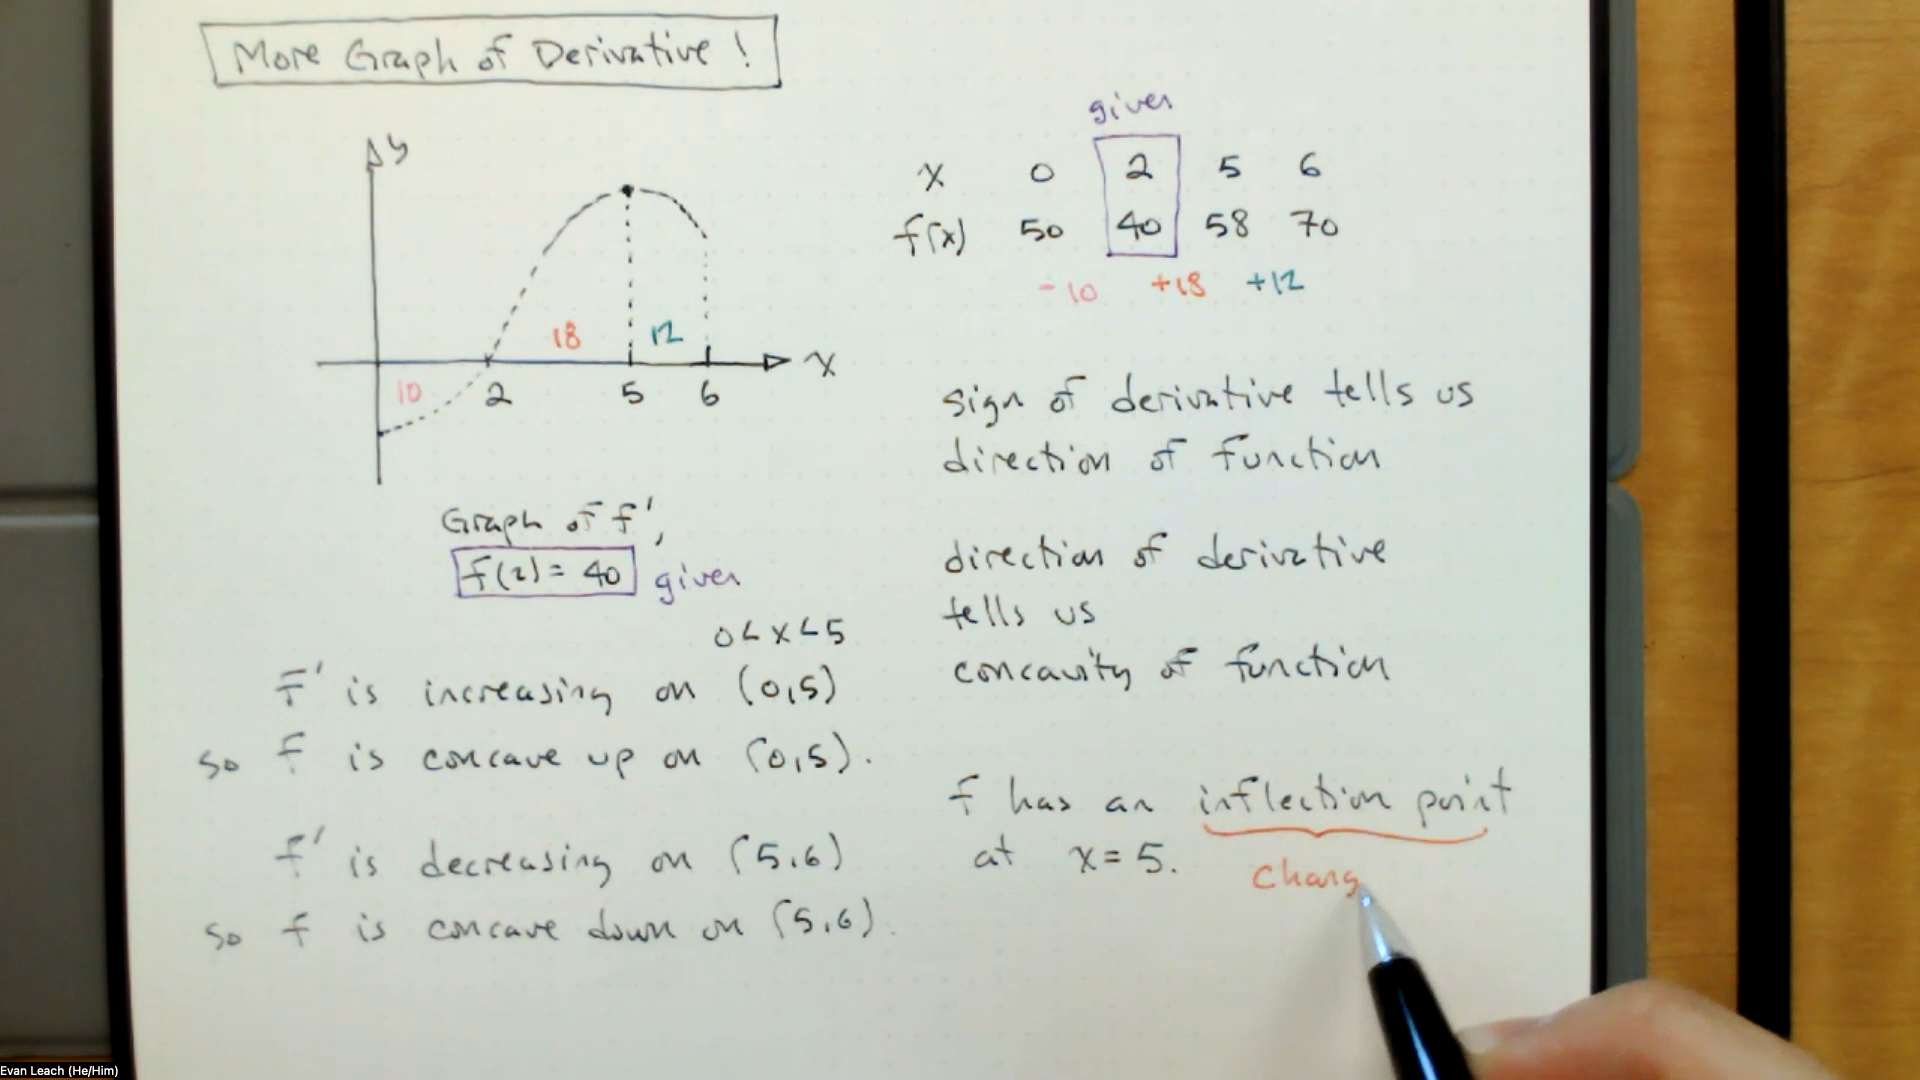 More Graph of Derivative!
y
18
12
10
2
5
6
x
Graph of f',
f(2) = 40 given
0 < x < 5
f' is increasing on (0,5)
so f is concave up on (0,5).
f' is decreasing on (5,6)
so f is concave down on (5,6).
given
x 0 2 5 6
f(x) 50 40 58 70
-10 +18 +12
sign of derivative tells us
direction of function
direction of derivative
tells us
concavity of function
f has an inflection point
at x = 5.
Chang
Evan Leach (He/Him)